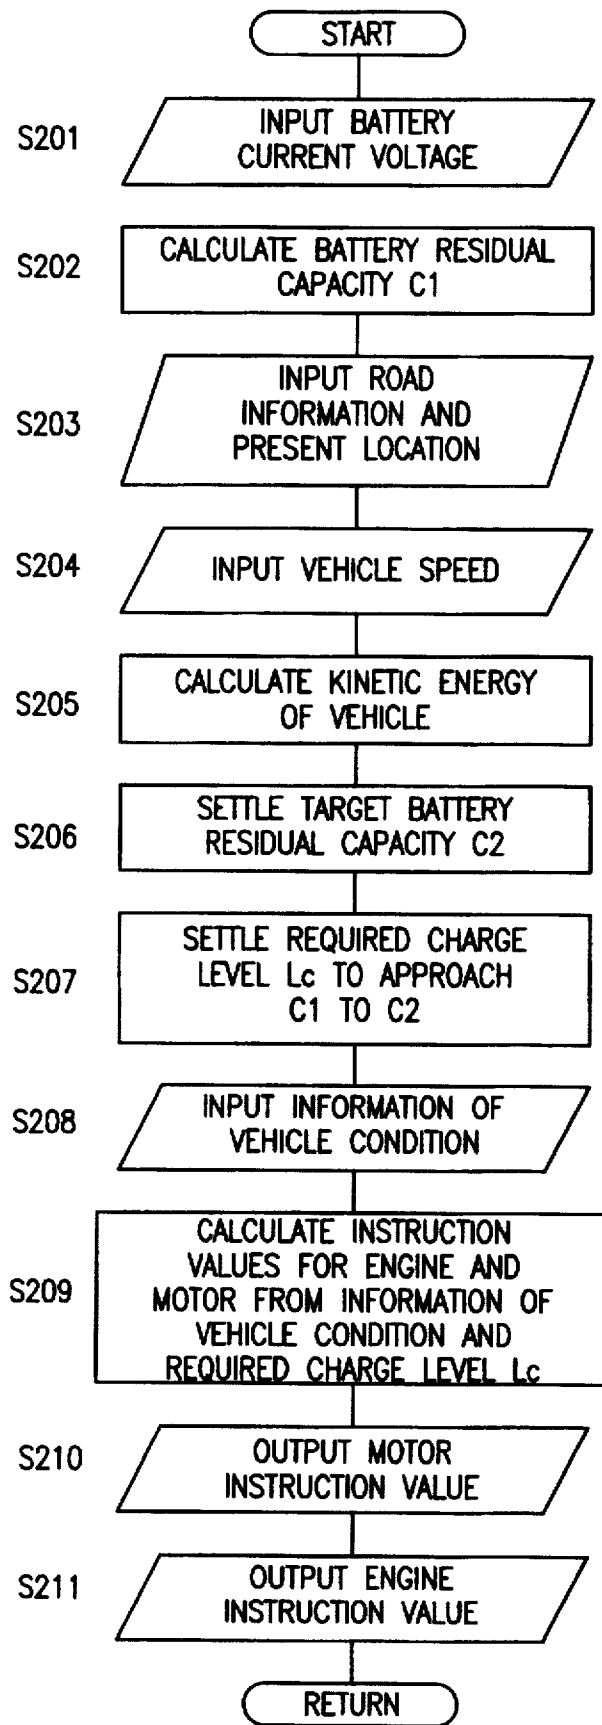 START
S201
INPUT BATTERY
CURRENT VOLTAGE
S202
CALCULATE BATTERY RESIDUAL
CAPACITY C1
S203
INPUT ROAD
INFORMATION AND
PRESENT LOCATION
S204
INPUT VEHICLE SPEED
S205
CALCULATE KINETIC ENERGY
OF VEHICLE
S206
SETTLE TARGET BATTERY
RESIDUAL CAPACITY C2
S207
SETTLE REQUIRED CHARGE
LEVEL Lc TO APPROACH
C1 TO C2
S208
INPUT INFORMATION OF
VEHICLE CONDITION
S209
CALCULATE INSTRUCTION
VALUES FOR ENGINE AND
MOTOR FROM INFORMATION OF
VEHICLE CONDITION AND
REQUIRED CHARGE LEVEL Lc
S210
OUTPUT MOTOR
INSTRUCTION VALUE
S211
OUTPUT ENGINE
INSTRUCTION VALUE
RETURN